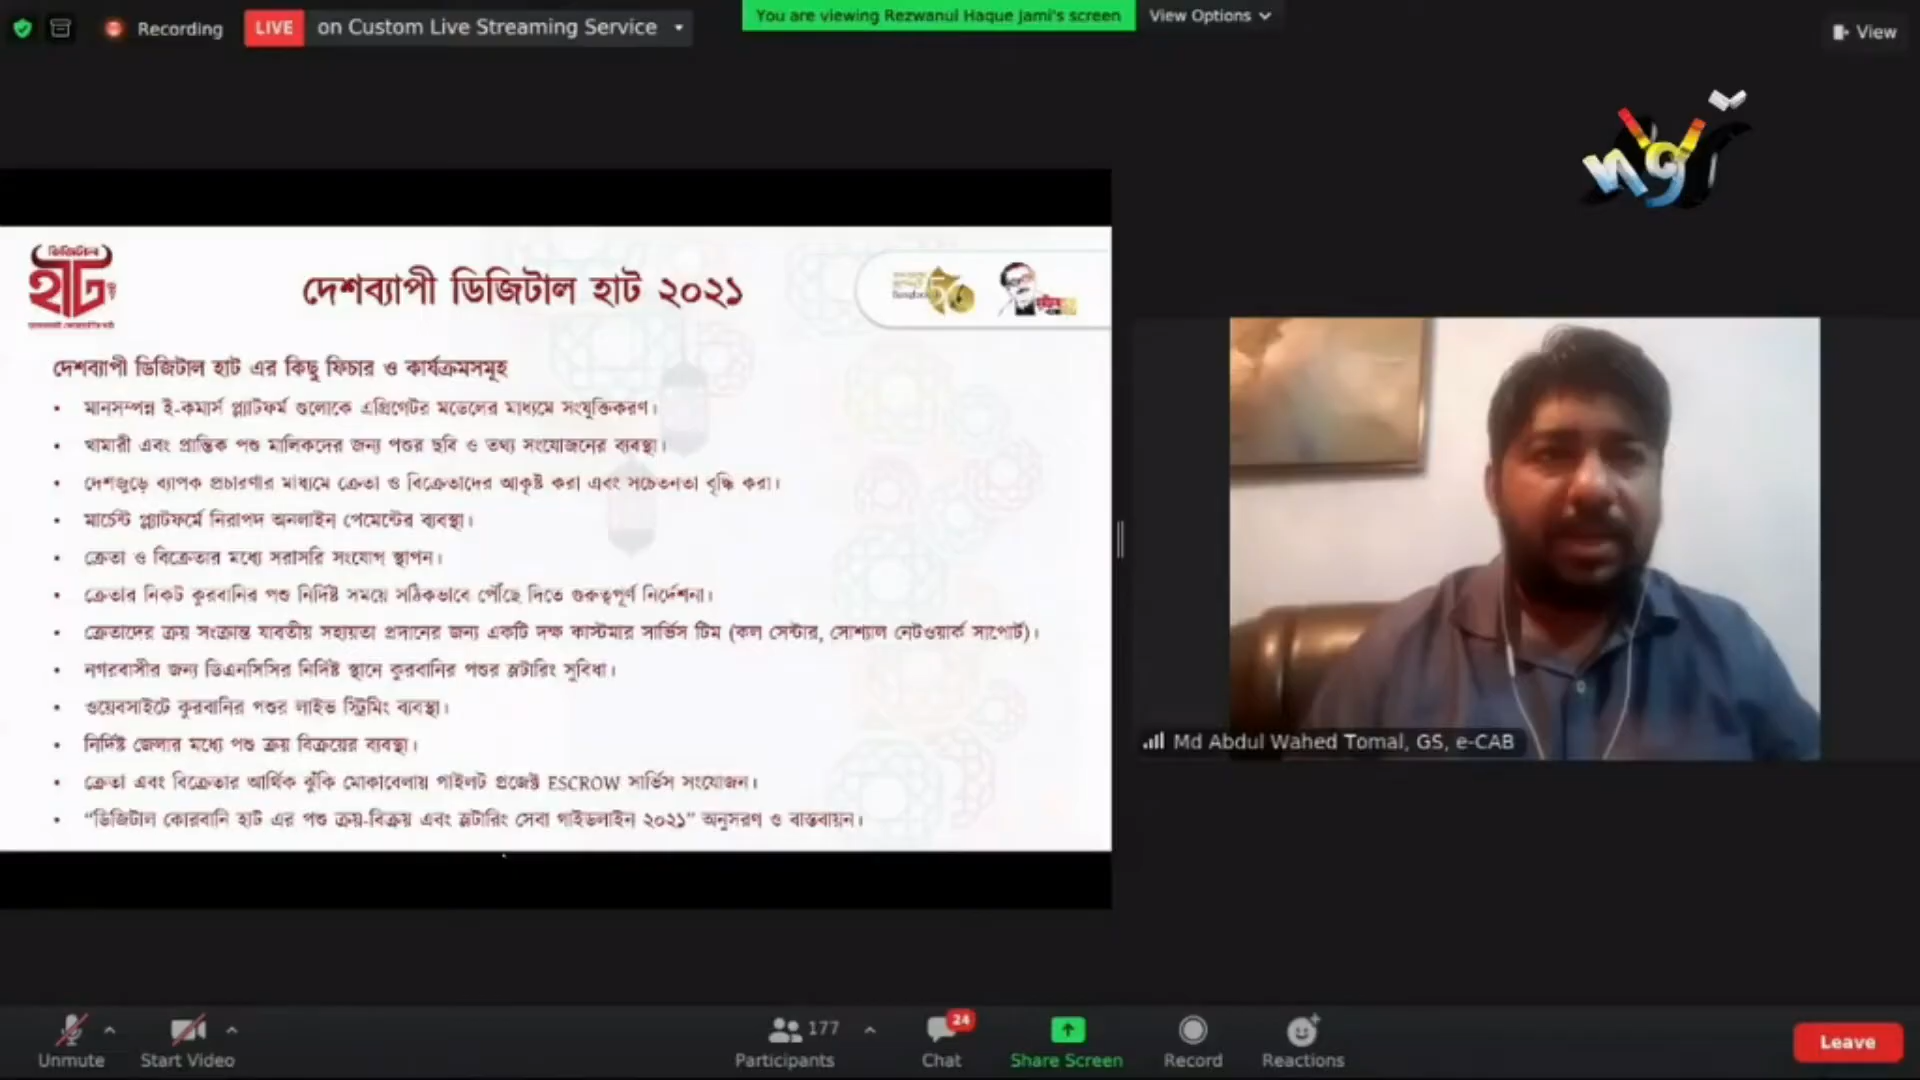 Recording
LIVE on Custom Live Streaming Service
You are viewing Rezwanul Haque Jami's screen
View Options
View
ডিজিটাল
হাট
দেশব্যাপী ডিজিটাল হাট ২০২১
দেশব্যাপী ডিজিটাল হাট এর কিছু ফিচার ও কার্যক্রমসমূহ
• মানসম্পন্ন ই-কমার্স প্ল্যাটফর্ম গুলোকে এগ্রিগেটর মডেলের মাধ্যমে সংযুক্তিকরণ।
• খামারী এবং প্রান্তিক পশু মালিকদের জন্য পশুর ছবি ও তথ্য সংযোজনের ব্যবস্থা।
• দেশজুড়ে ব্যাপক প্রচারণার মাধ্যমে ক্রেতা ও বিক্রেতাদের আকৃষ্ট করা এবং সচেতনতা বৃদ্ধি করা।
• মার্চেন্ট প্ল্যাটফর্মে নিরাপদ অনলাইন পেমেন্টের ব্যবস্থা।
• ক্রেতা ও বিক্রেতার মধ্যে সরাসরি সংযোগ স্থাপন।
• ক্রেতার নিকট কুরবানির পশু নির্দিষ্ট সময়ে সঠিকভাবে পৌঁছে দিতে গুরুত্বপূর্ণ নির্দেশনা।
• ক্রেতাদের ক্রয় সংক্রান্ত যাবতীয় সহায়তা প্রদানের জন্য একটি দক্ষ কাস্টমার সার্ভিস টিম (কল সেন্টার, সোশ্যাল নেটওয়ার্ক সাপোর্ট)।
• নগরবাসীর জন্য ডিএনসিসির নির্দিষ্ট স্থানে কুরবানির পশুর স্লটারিং সুবিধা।
• ওয়েবসাইটে কুরবানির পশুর লাইভ স্ট্রিমিং ব্যবস্থা।
• নির্দিষ্ট জেলার মধ্যে পশু ক্রয় বিক্রয়ের ব্যবস্থা।
• ক্রেতা এবং বিক্রেতার আর্থিক ঝুঁকি মোকাবেলায় পাইলট প্রজেক্ট ESCROW সার্ভিস সংযোজন।
• “ডিজিটাল কোরবানি হাট এর পশু ক্রয়-বিক্রয় এবং স্লটারিং সেবা গাইডলাইন ২০২১” অনুসরণ ও বাস্তবায়ন।
Md Abdul Wahed Tomal, GS, e-CAB
Unmute
Start Video
177
Participants
24
Chat
Share Screen
Record
Reactions
Leave